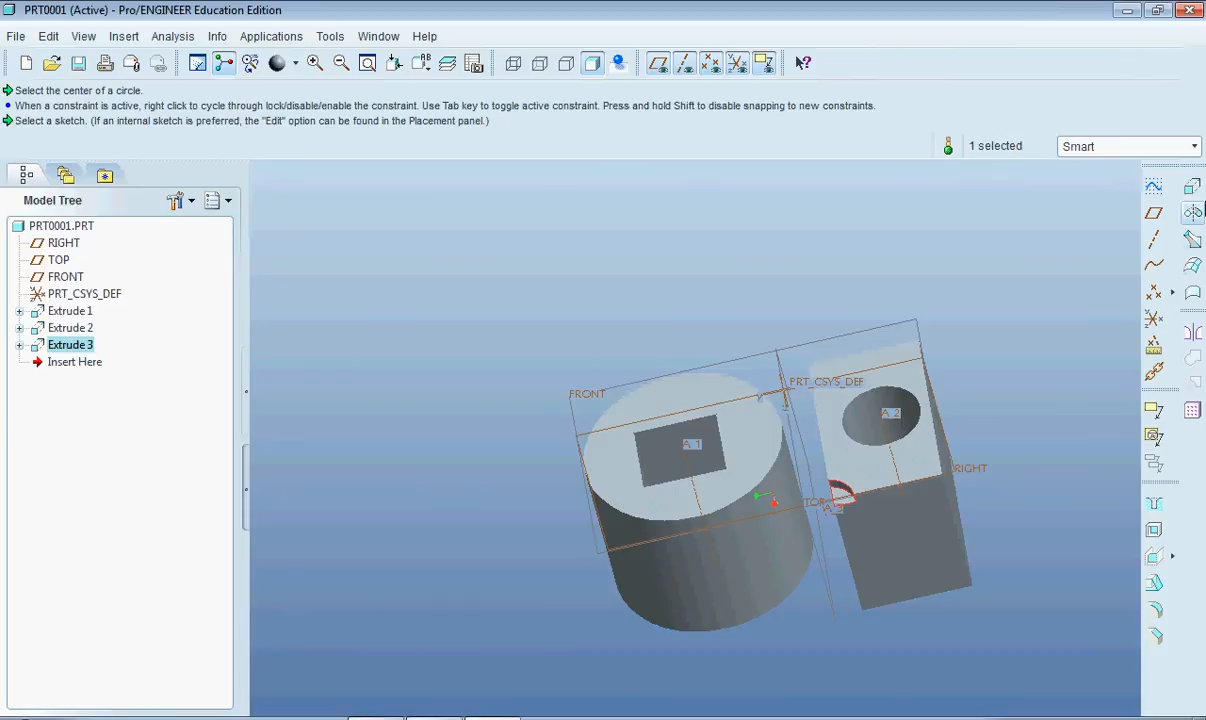 PRT0001 (Active) - Pro/ENGINEER Education Edition
File Edit View Insert Analysis Info Applications Tools Window Help
Select the center of a circle.
When a constraint is active, right click to cycle through lock/disable/enable the constraint. Use Tab key to toggle active constraint. Press and hold Shift to disable snapping to new constraints.
Select a sketch. (If an internal sketch is preferred, the "Edit" option can be found in the Placement panel.)
1 selected Smart
Model Tree
PRT0001.PRT
RIGHT
TOP
FRONT
PRT_CSYS_DEF
Extrude 1
Extrude 2
Extrude 3
Insert Here
PRT_CSYS_DEF
FRONT
A_2
A_1
RIGHT
TOP